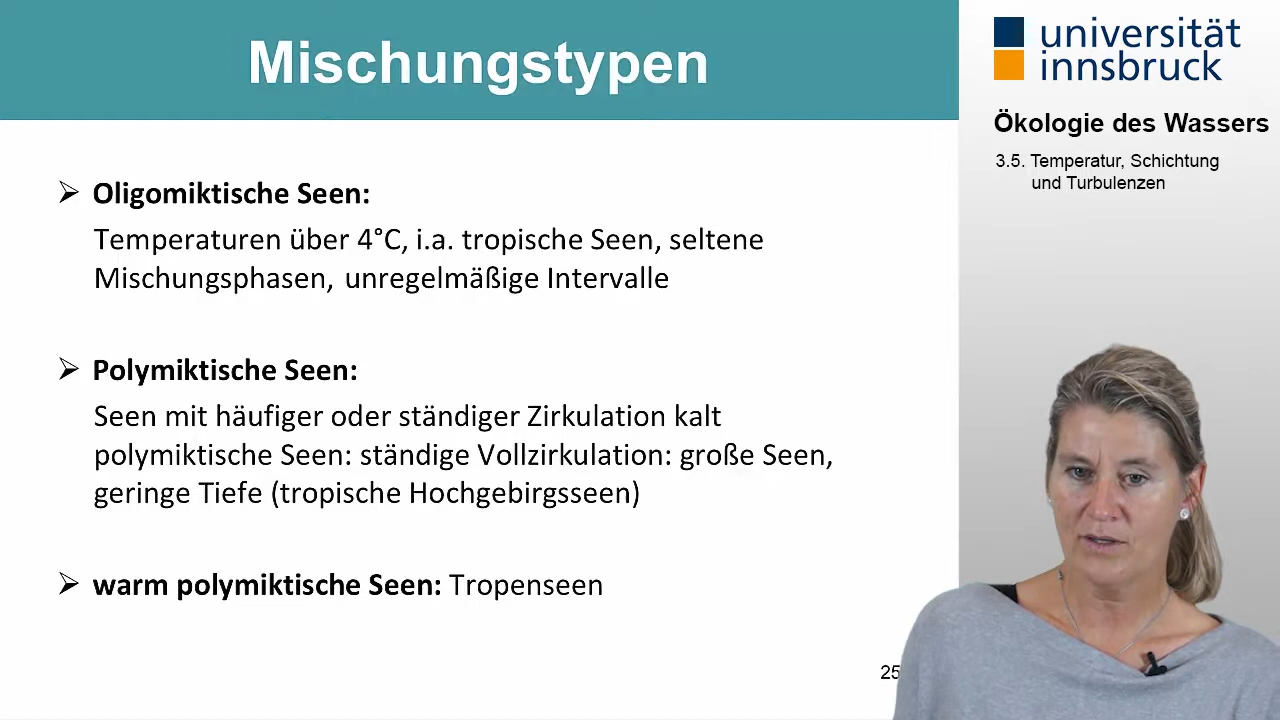 Mischungstypen
Oligomiktische Seen:
Temperaturen über 4°C, i.a. tropische Seen, seltene
Mischungsphasen, unregelmäßige Intervalle
Polymiktische Seen:
Seen mit häufiger oder ständiger Zirkulation kalt
polymiktische Seen: ständige Vollzirkulation: große Seen,
geringe Tiefe (tropische Hochgebirgsseen)
warm polymiktische Seen: Tropenseen
25
universität
innsbruck
Ökologie des Wassers
3.5. Temperatur, Schichtung
und Turbulenzen